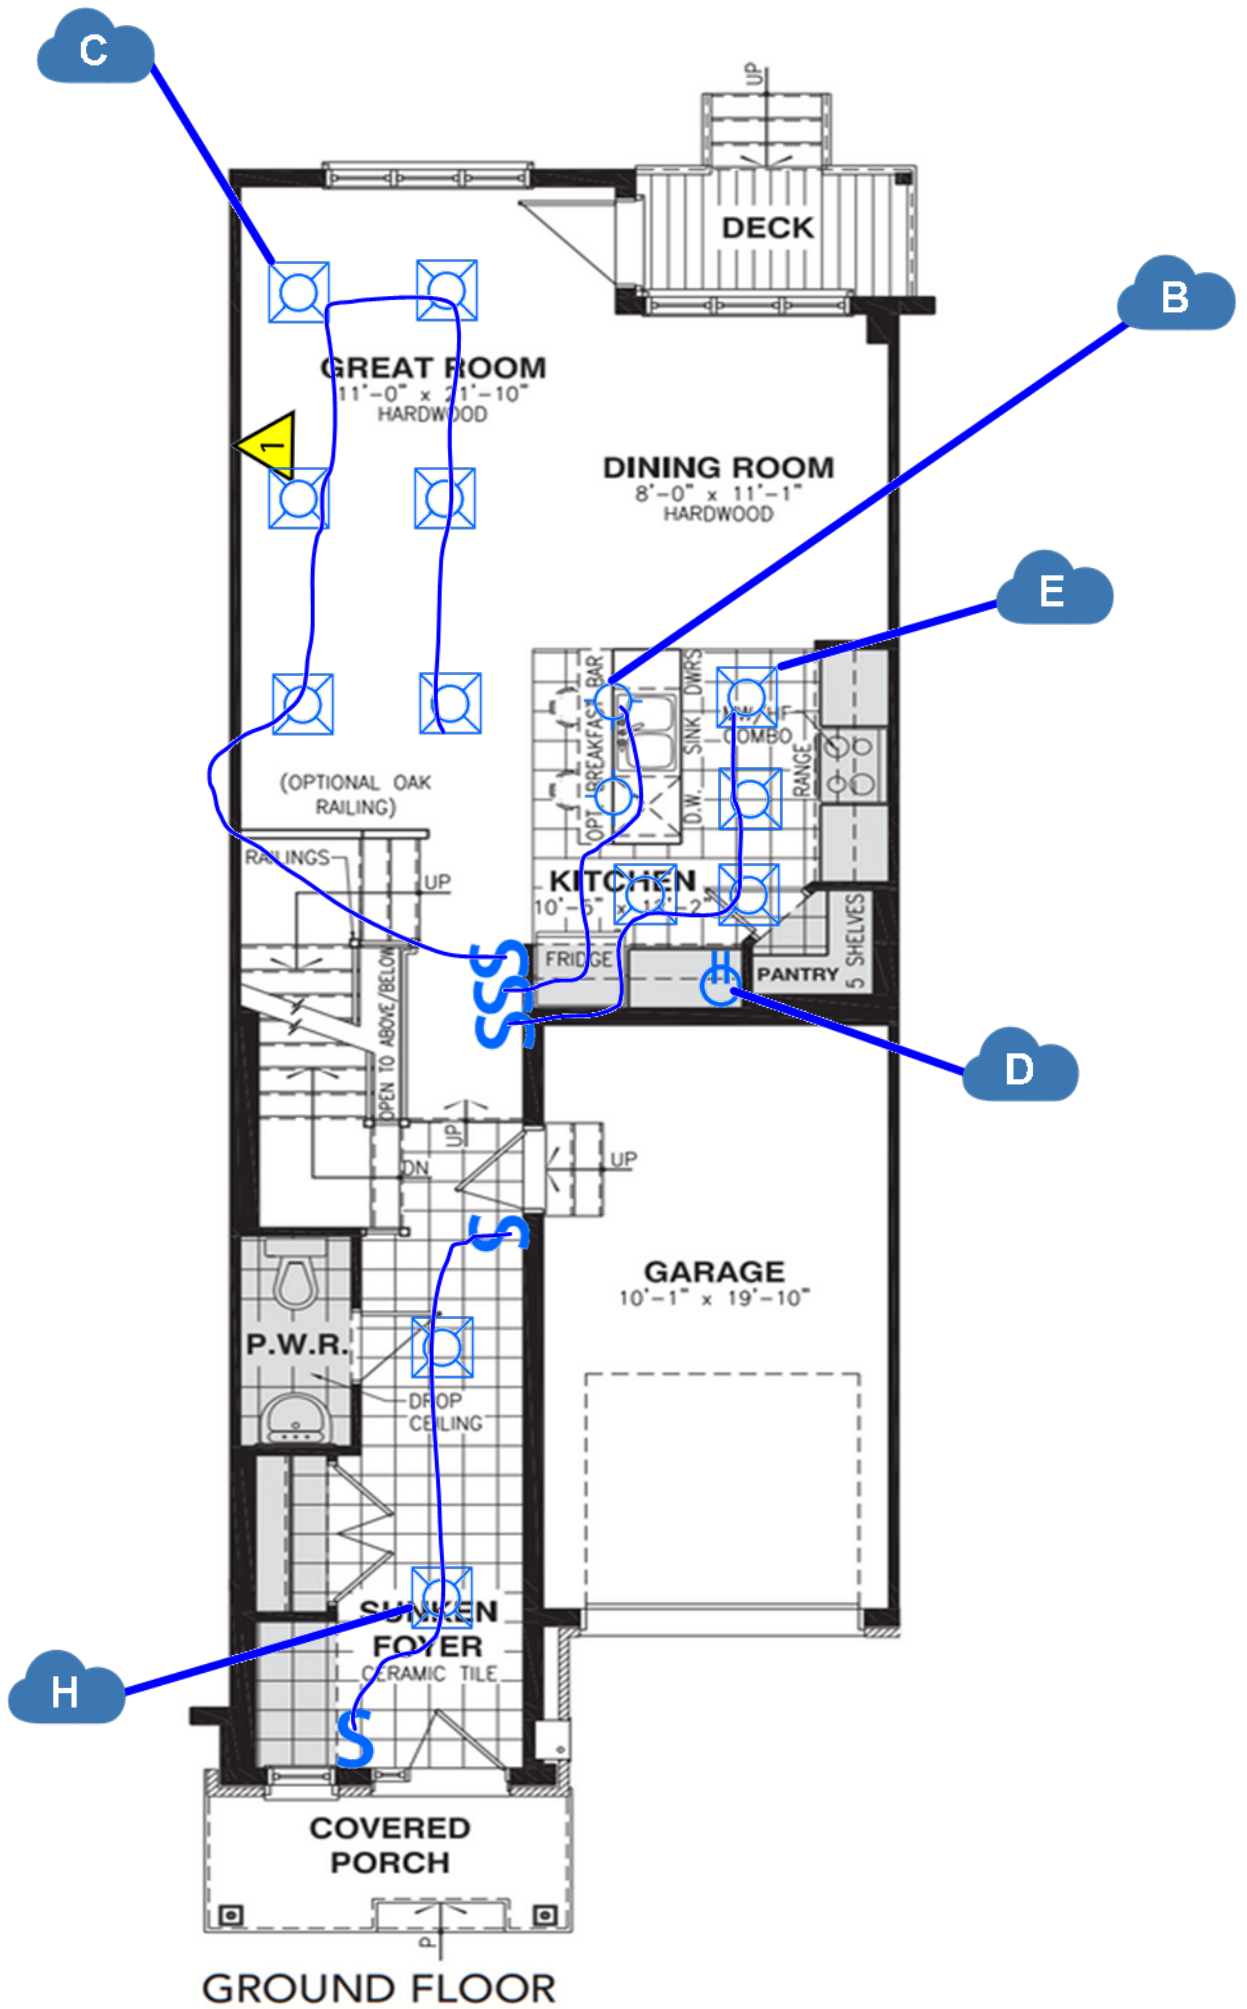 C
UP
DECK
B
GREAT ROOM
11'-0" x 21'-10"
HARDWOOD
1
DINING ROOM
8'-0" x 11'-1"
HARDWOOD
E
OPT. BREAKFAST BAR
D.W. SINK DWRS
COMBO
RANGE
(OPTIONAL OAK
RAILING)
RAILINGS
UP
KITCHEN
5 SHELVES
S
FRIDGE
PANTRY
S
S
D
OPEN TO ABOVE/BELOW
UP
DN
UP
S
GARAGE
10'-1" x 19'-10"
P.W.R.
DROP
CEILING
SUNKEN
FOYER
CERAMIC TILE
H
S
COVERED
PORCH
P
GROUND FLOOR